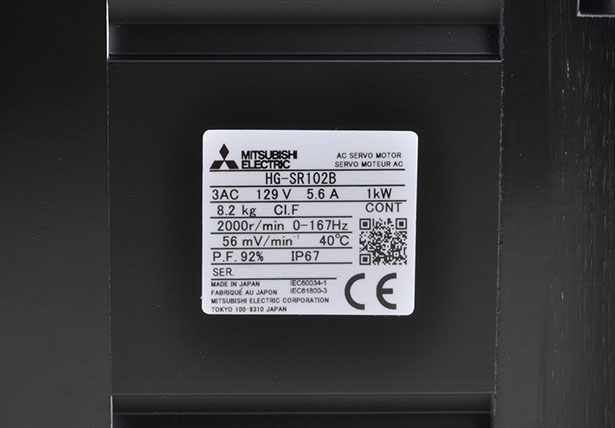 MITSUBISHI ELECTRIC
AC SERVO MOTOR
SERVO MOTEUR AC
HG-SR102B
3AC 129 V 5.6 A 1kW
8.2 kg Cl.F CONT
2000r/min 0-167Hz
56 mV/min⁻¹ 40℃
P.F. 92% IP67
SER.
MADE IN JAPAN IEC60034-1
FABRIQUÉ AU JAPON IEC61800-3
MITSUBISHI ELECTRIC CORPORATION
TOKYO 100-8310 JAPAN
CE